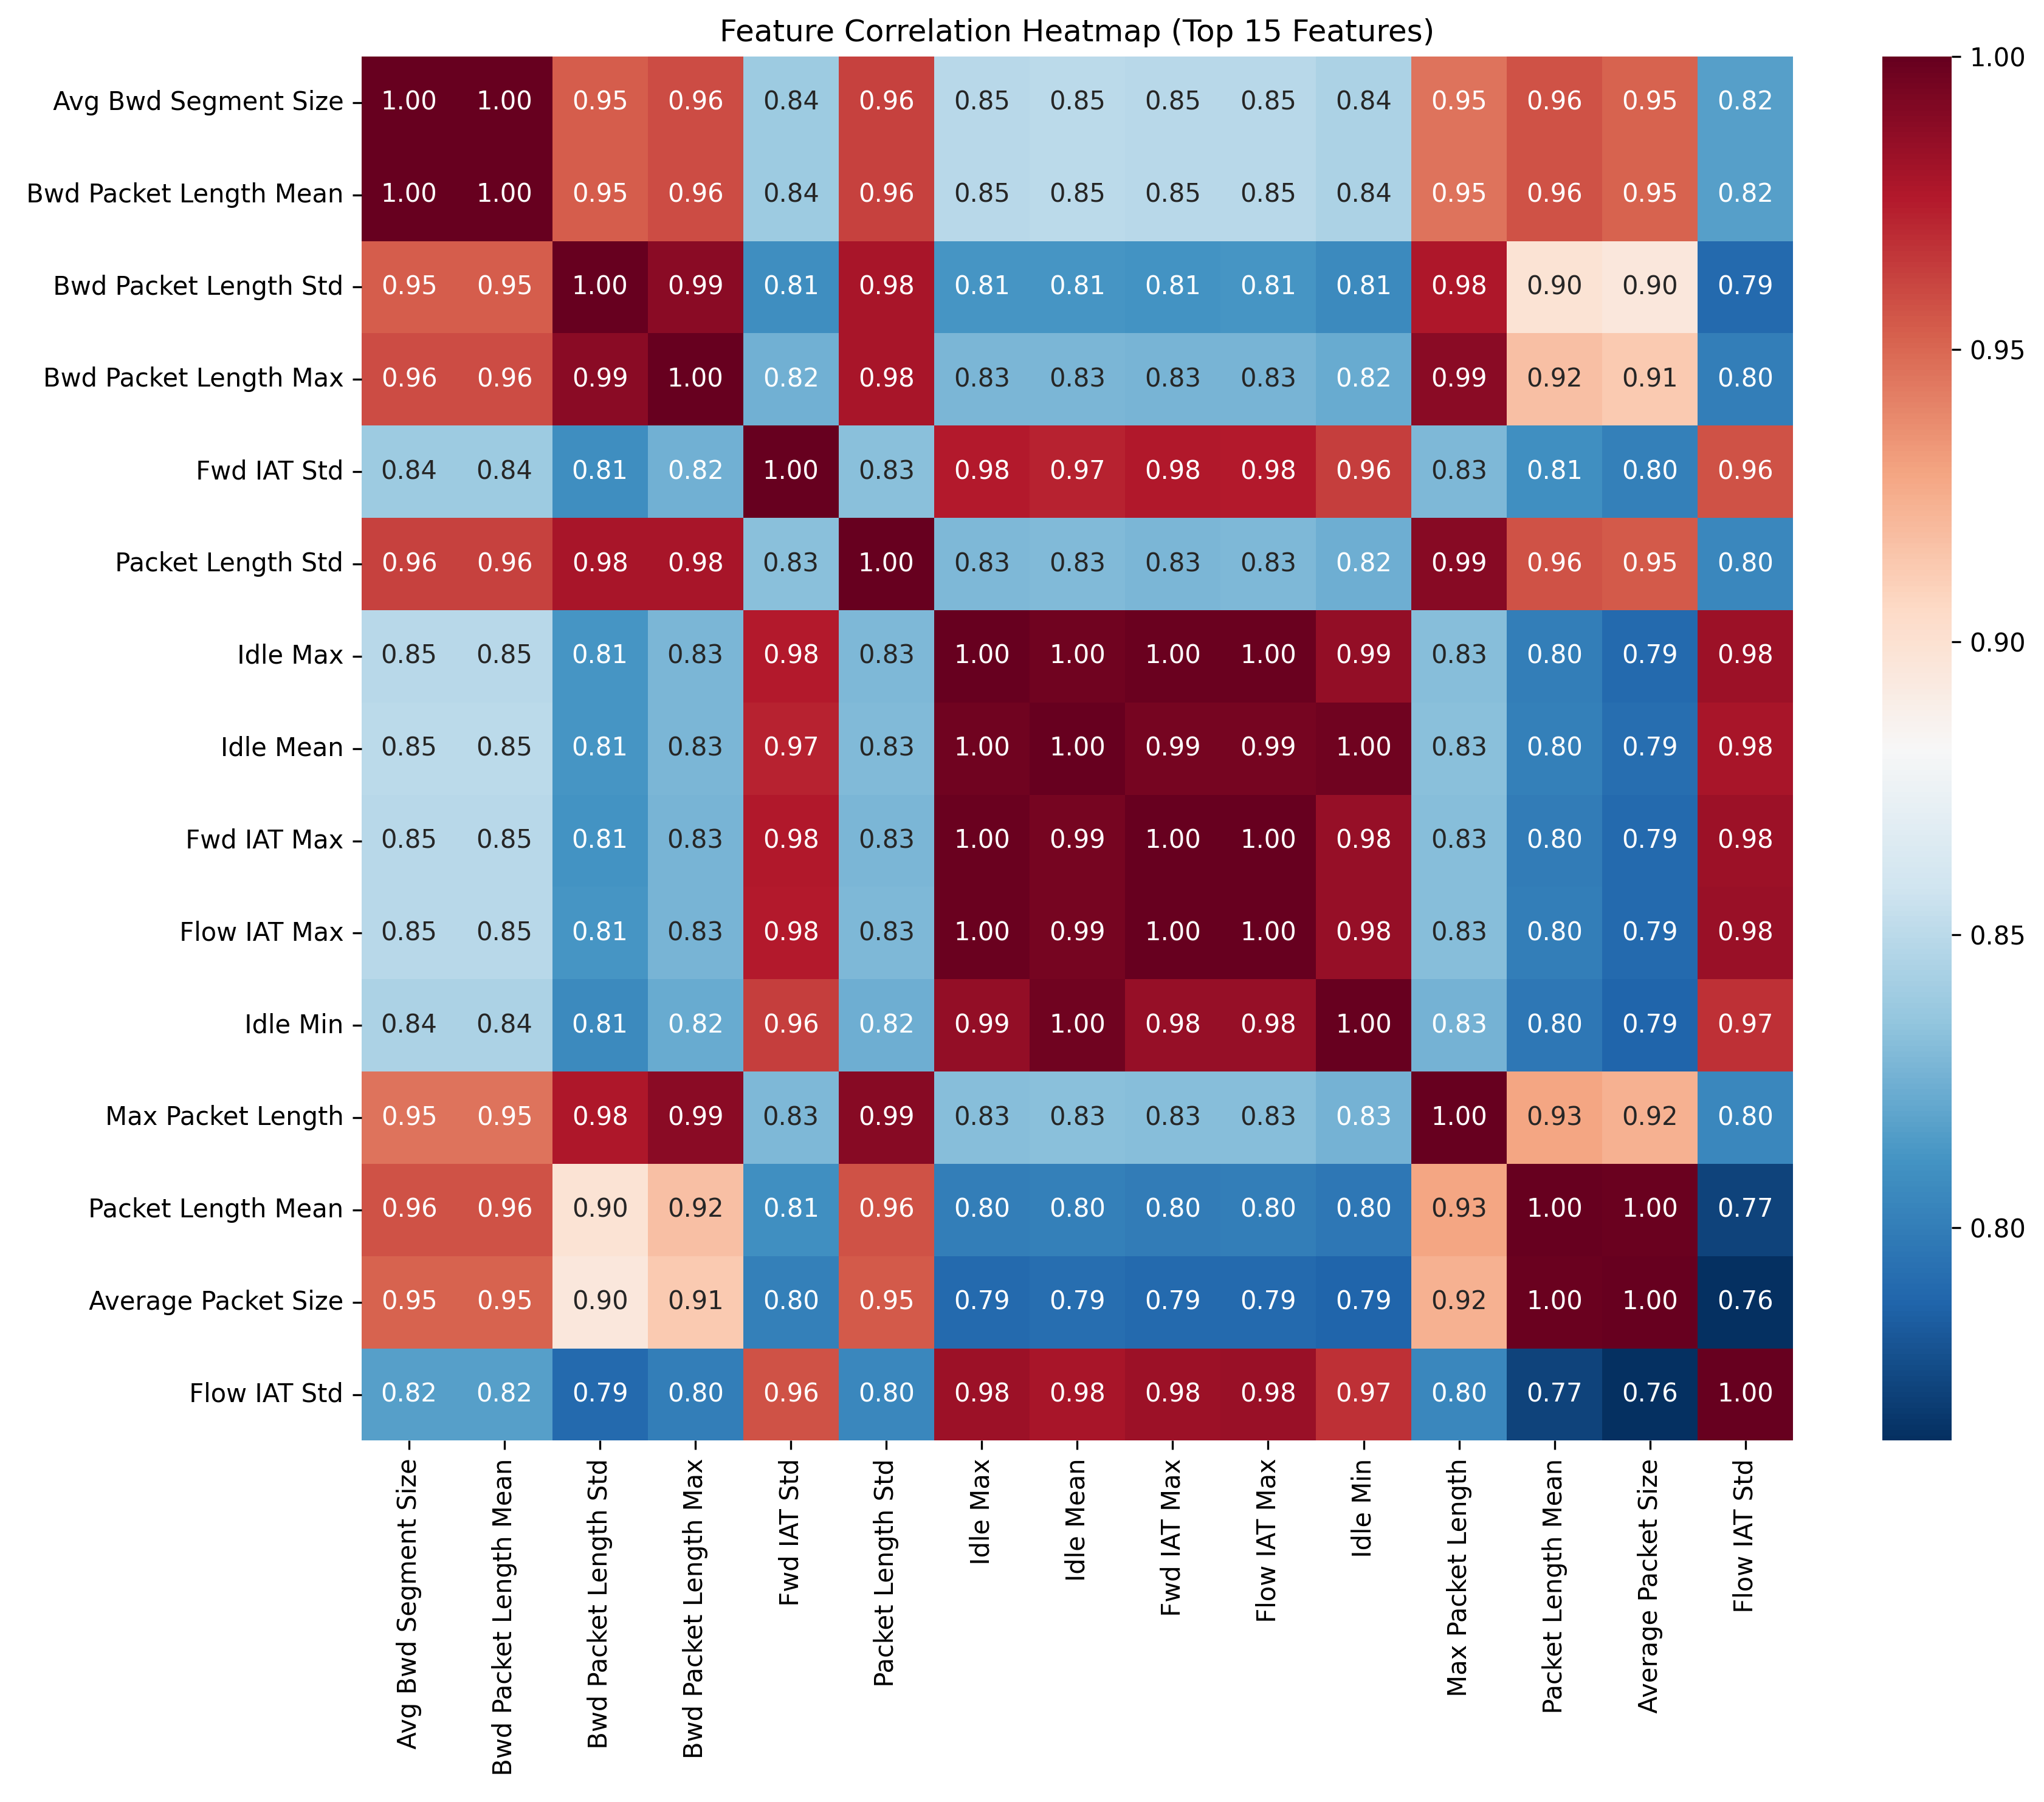 Feature Correlation Heatmap (Top 15 Features)
Avg Bwd Segment Size 1.00 1.00 0.95 0.96 0.84 0.96 0.85 0.85 0.85 0.85 0.84 0.95 0.96 0.95 0.82
Bwd Packet Length Mean 1.00 1.00 0.95 0.96 0.84 0.96 0.85 0.85 0.85 0.85 0.84 0.95 0.96 0.95 0.82
Bwd Packet Length Std 0.95 0.95 1.00 0.99 0.81 0.98 0.81 0.81 0.81 0.81 0.81 0.98 0.90 0.90 0.79
Bwd Packet Length Max 0.96 0.96 0.99 1.00 0.82 0.98 0.83 0.83 0.83 0.83 0.82 0.99 0.92 0.91 0.80
Fwd IAT Std 0.84 0.84 0.81 0.82 1.00 0.83 0.98 0.97 0.98 0.98 0.96 0.83 0.81 0.80 0.96
Packet Length Std 0.96 0.96 0.98 0.98 0.83 1.00 0.83 0.83 0.83 0.83 0.82 0.99 0.96 0.95 0.80
Idle Max 0.85 0.85 0.81 0.83 0.98 0.83 1.00 1.00 1.00 1.00 0.99 0.83 0.80 0.79 0.98
Idle Mean 0.85 0.85 0.81 0.83 0.97 0.83 1.00 1.00 0.99 0.99 1.00 0.83 0.80 0.79 0.98
Fwd IAT Max 0.85 0.85 0.81 0.83 0.98 0.83 1.00 0.99 1.00 1.00 0.98 0.83 0.80 0.79 0.98
Flow IAT Max 0.85 0.85 0.81 0.83 0.98 0.83 1.00 0.99 1.00 1.00 0.98 0.83 0.80 0.79 0.98
Idle Min 0.84 0.84 0.81 0.82 0.96 0.82 0.99 1.00 0.98 0.98 1.00 0.83 0.80 0.79 0.97
Max Packet Length 0.95 0.95 0.98 0.99 0.83 0.99 0.83 0.83 0.83 0.83 0.83 1.00 0.93 0.92 0.80
Packet Length Mean 0.96 0.96 0.90 0.92 0.81 0.96 0.80 0.80 0.80 0.80 0.80 0.93 1.00 1.00 0.77
Average Packet Size 0.95 0.95 0.90 0.91 0.80 0.95 0.79 0.79 0.79 0.79 0.79 0.92 1.00 1.00 0.76
Flow IAT Std 0.82 0.82 0.79 0.80 0.96 0.80 0.98 0.98 0.98 0.98 0.97 0.80 0.77 0.76 1.00
Avg Bwd Segment Size
Bwd Packet Length Mean
Bwd Packet Length Std
Bwd Packet Length Max
Fwd IAT Std
Packet Length Std
Idle Max
Idle Mean
Fwd IAT Max
Flow IAT Max
Idle Min
Max Packet Length
Packet Length Mean
Average Packet Size
Flow IAT Std
1.00
0.95
0.90
0.85
0.80